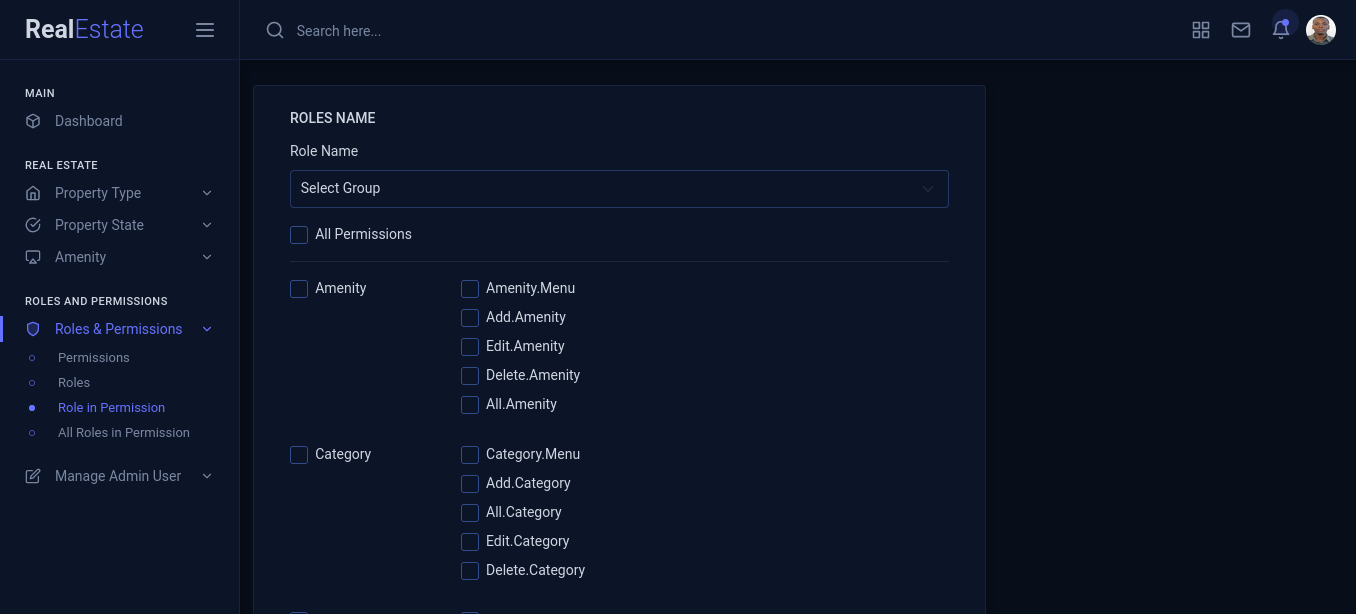 RealEstate
Search here...
MAIN
Dashboard
REAL ESTATE
Property Type
Property State
Amenity
ROLES AND PERMISSIONS
Roles & Permissions
Permissions
Roles
Role in Permission
All Roles in Permission
Manage Admin User
ROLES NAME
Role Name
Select Group
All Permissions
Amenity
Amenity.Menu
Add.Amenity
Edit.Amenity
Delete.Amenity
All.Amenity
Category
Category.Menu
Add.Category
All.Category
Edit.Category
Delete.Category